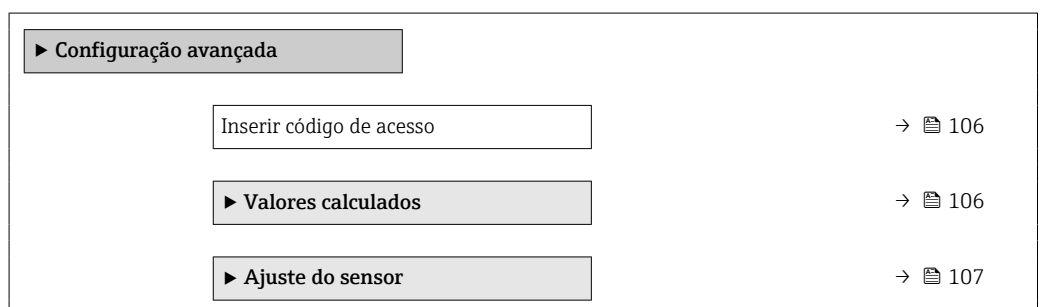 ► Configuração avançada
Inserir código de acesso → 106
► Valores calculados → 106
► Ajuste do sensor → 107